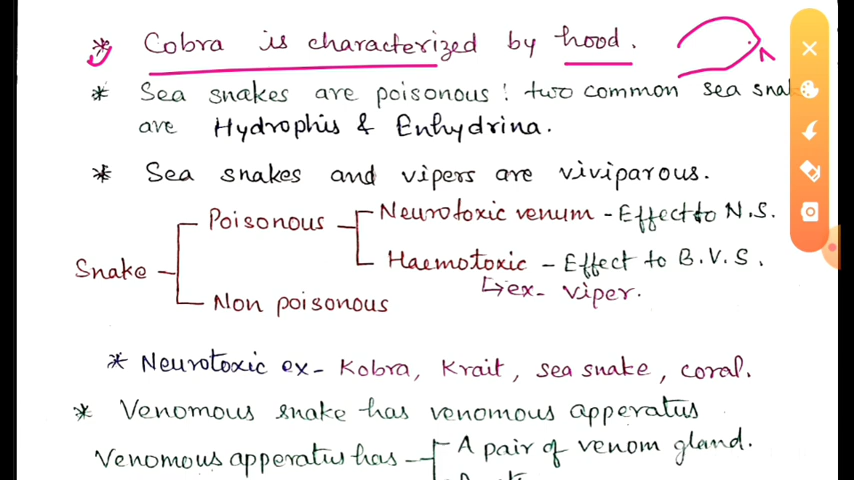 * Cobra is characterized by hood.
* Sea snakes are poisonous! two common sea sna
are Hydrophis & Enhydrina.
* Sea snakes and vipers are viviparous.
Poisonous
Neurotoxic venum - Effect to N.S.
Snake
Haemotoxic - Effect to B.V.S.
ex- viper.
Non poisonous
* Neurotoxic ex- Kobra, Krait, sea snake, coral.
* Venomous snake has venomous apperatus
Venomous apperatus has
A pair of venom gland.